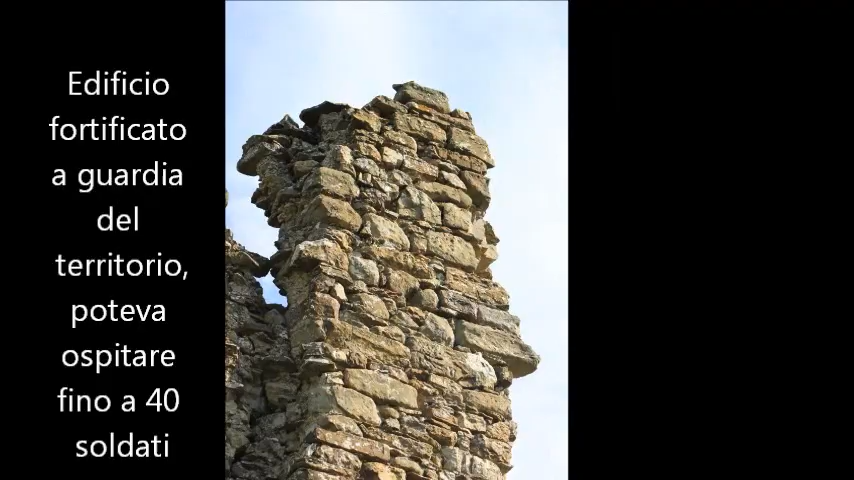 Edificio
fortificato
a guardia
del
territorio,
poteva
ospitare
fino a 40
soldati